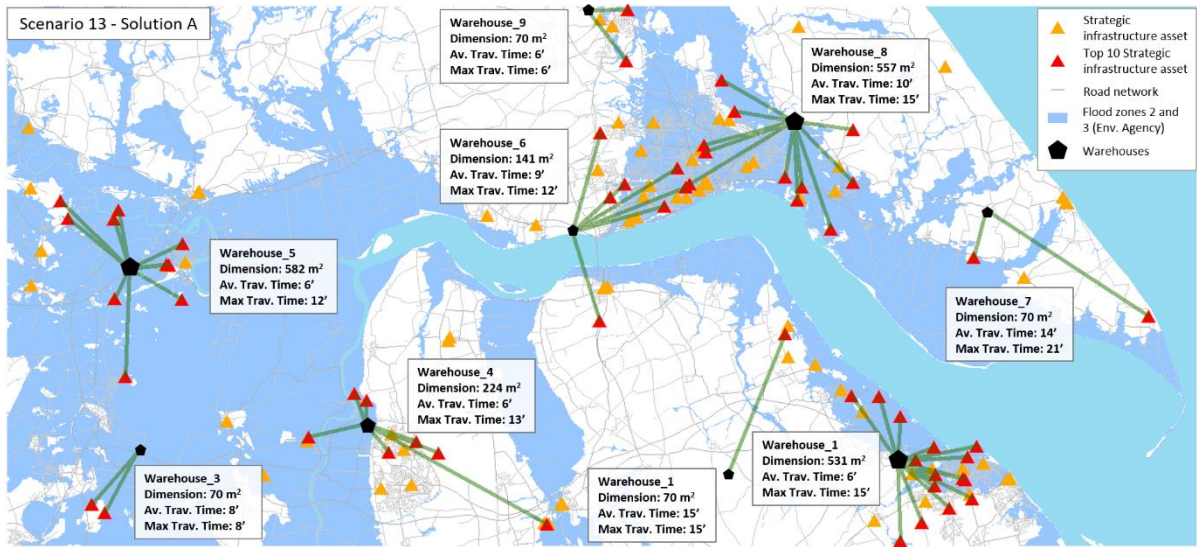 Scenario 13 - Solution A
Warehouse_9
Dimension: 70 m²
Av. Trav. Time: 6’
Max Trav. Time: 6’
Warehouse_8
Dimension: 557 m²
Av. Trav. Time: 10’
Max Trav. Time: 15’
Strategic
infrastructure asset
Top 10 Strategic
infrastructure asset
Road network
Flood zones 2 and
3 (Env. Agency)
Warehouses
Warehouse_6
Dimension: 141 m²
Av. Trav. Time: 9’
Max Trav. Time: 12’
Warehouse_5
Dimension: 582 m²
Av. Trav. Time: 6’
Max Trav. Time: 12’
Warehouse_7
Dimension: 70 m²
Av. Trav. Time: 14’
Max Trav. Time: 21’
Warehouse_4
Dimension: 224 m²
Av. Trav. Time: 6’
Max Trav. Time: 13’
Warehouse_1
Dimension: 531 m²
Av. Trav. Time: 6’
Max Trav. Time: 15’
Warehouse_3
Dimension: 70 m²
Av. Trav. Time: 8’
Max Trav. Time: 8’
Warehouse_1
Dimension: 70 m²
Av. Trav. Time: 15’
Max Trav. Time: 15’